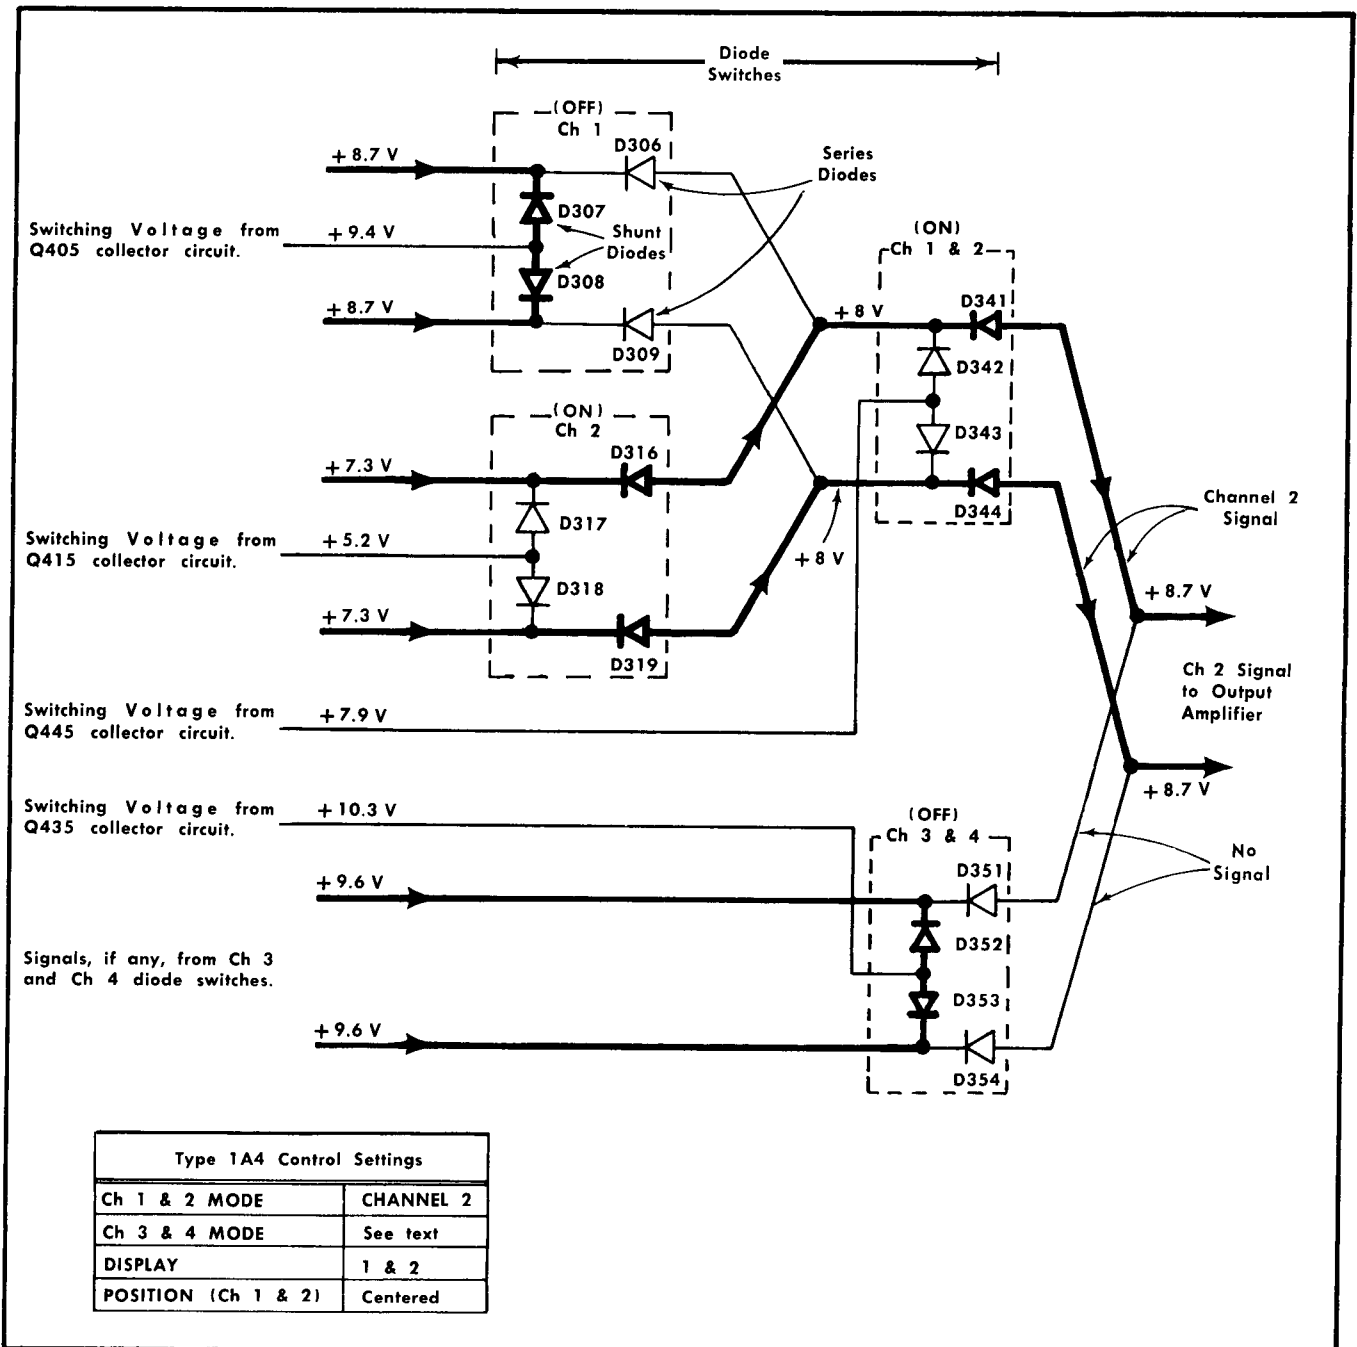 Diode
Switches
(OFF)
Ch 1
D306
Series
Diodes
+8.7 V
D307
Switching Voltage from
Q405 collector circuit.
+9.4 V
Shunt
Diodes
D308
+8.7 V
D309
(ON)
Ch 1 & 2
+8 V
D341
D342
D343
D344
+8 V
(ON)
Ch 2
D316
+7.3 V
D317
Switching Voltage from
Q415 collector circuit.
+5.2 V
D318
+7.3 V
D319
Channel 2
Signal
+8.7 V
Ch 2 Signal
to Output
Amplifier
+8.7 V
Switching Voltage from
Q445 collector circuit.
+7.9 V
Switching Voltage from
Q435 collector circuit.
+10.3 V
(OFF)
Ch 3 & 4
D351
No
Signal
+9.6 V
D352
Signals, if any, from Ch 3
and Ch 4 diode switches.
D353
+9.6 V
D354
Type 1A4 Control Settings
Ch 1 & 2 MODE CHANNEL 2
Ch 3 & 4 MODE See text
DISPLAY 1 & 2
POSITION (Ch 1 & 2) Centered